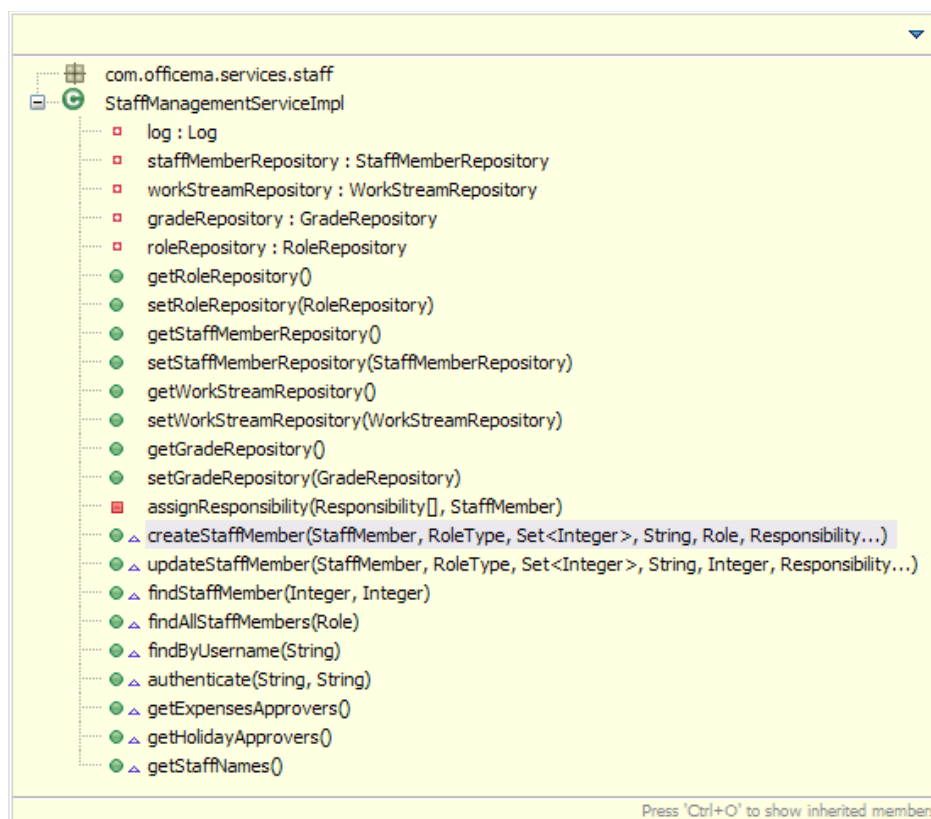 com.officema.services.staff
StaffManagementServiceImpl
log : Log
staffMemberRepository : StaffMemberRepository
workStreamRepository : WorkStreamRepository
gradeRepository : GradeRepository
roleRepository : RoleRepository
getRoleRepository()
setRoleRepository(RoleRepository)
getStaffMemberRepository()
setStaffMemberRepository(StaffMemberRepository)
getWorkStreamRepository()
setWorkStreamRepository(WorkStreamRepository)
getGradeRepository()
setGradeRepository(GradeRepository)
assignResponsibility(Responsibility[], StaffMember)
createStaffMember(StaffMember, RoleType, Set<Integer>, String, Role, Responsibility...)
updateStaffMember(StaffMember, RoleType, Set<Integer>, String, Integer, Responsibility...)
findStaffMember(Integer, Integer)
findAllStaffMembers(Role)
findByUsername(String)
authenticate(String, String)
getExpensesApprovers()
getHolidayApprovers()
getStaffNames()
Press 'Ctrl+O' to show inherited member